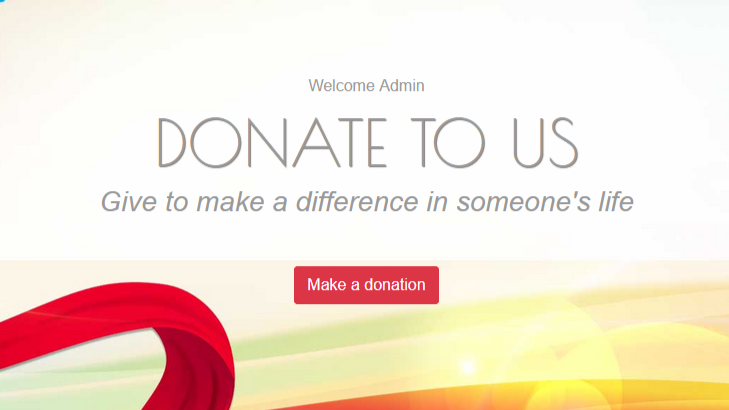 Welcome Admin
DONATE TO US
Give to make a difference in someone's life
Make a donation